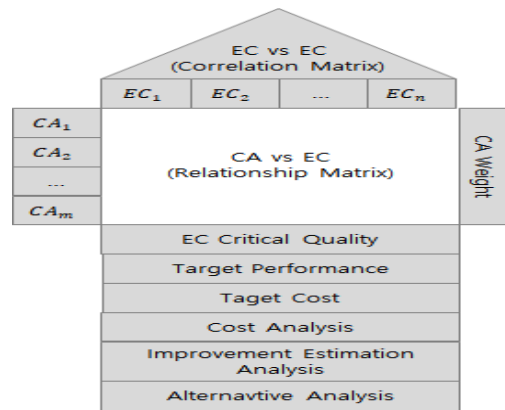 EC vs EC
(Correlation Matrix)
EC₁ EC₂ ... EC𝑛
CA₁
CA₂
...
CA𝑚
CA vs EC
(Relationship Matrix)
CA Weight
EC Critical Quality
Target Performance
Taget Cost
Cost Analysis
Improvement Estimation
Analysis
Alternavtive Analysis